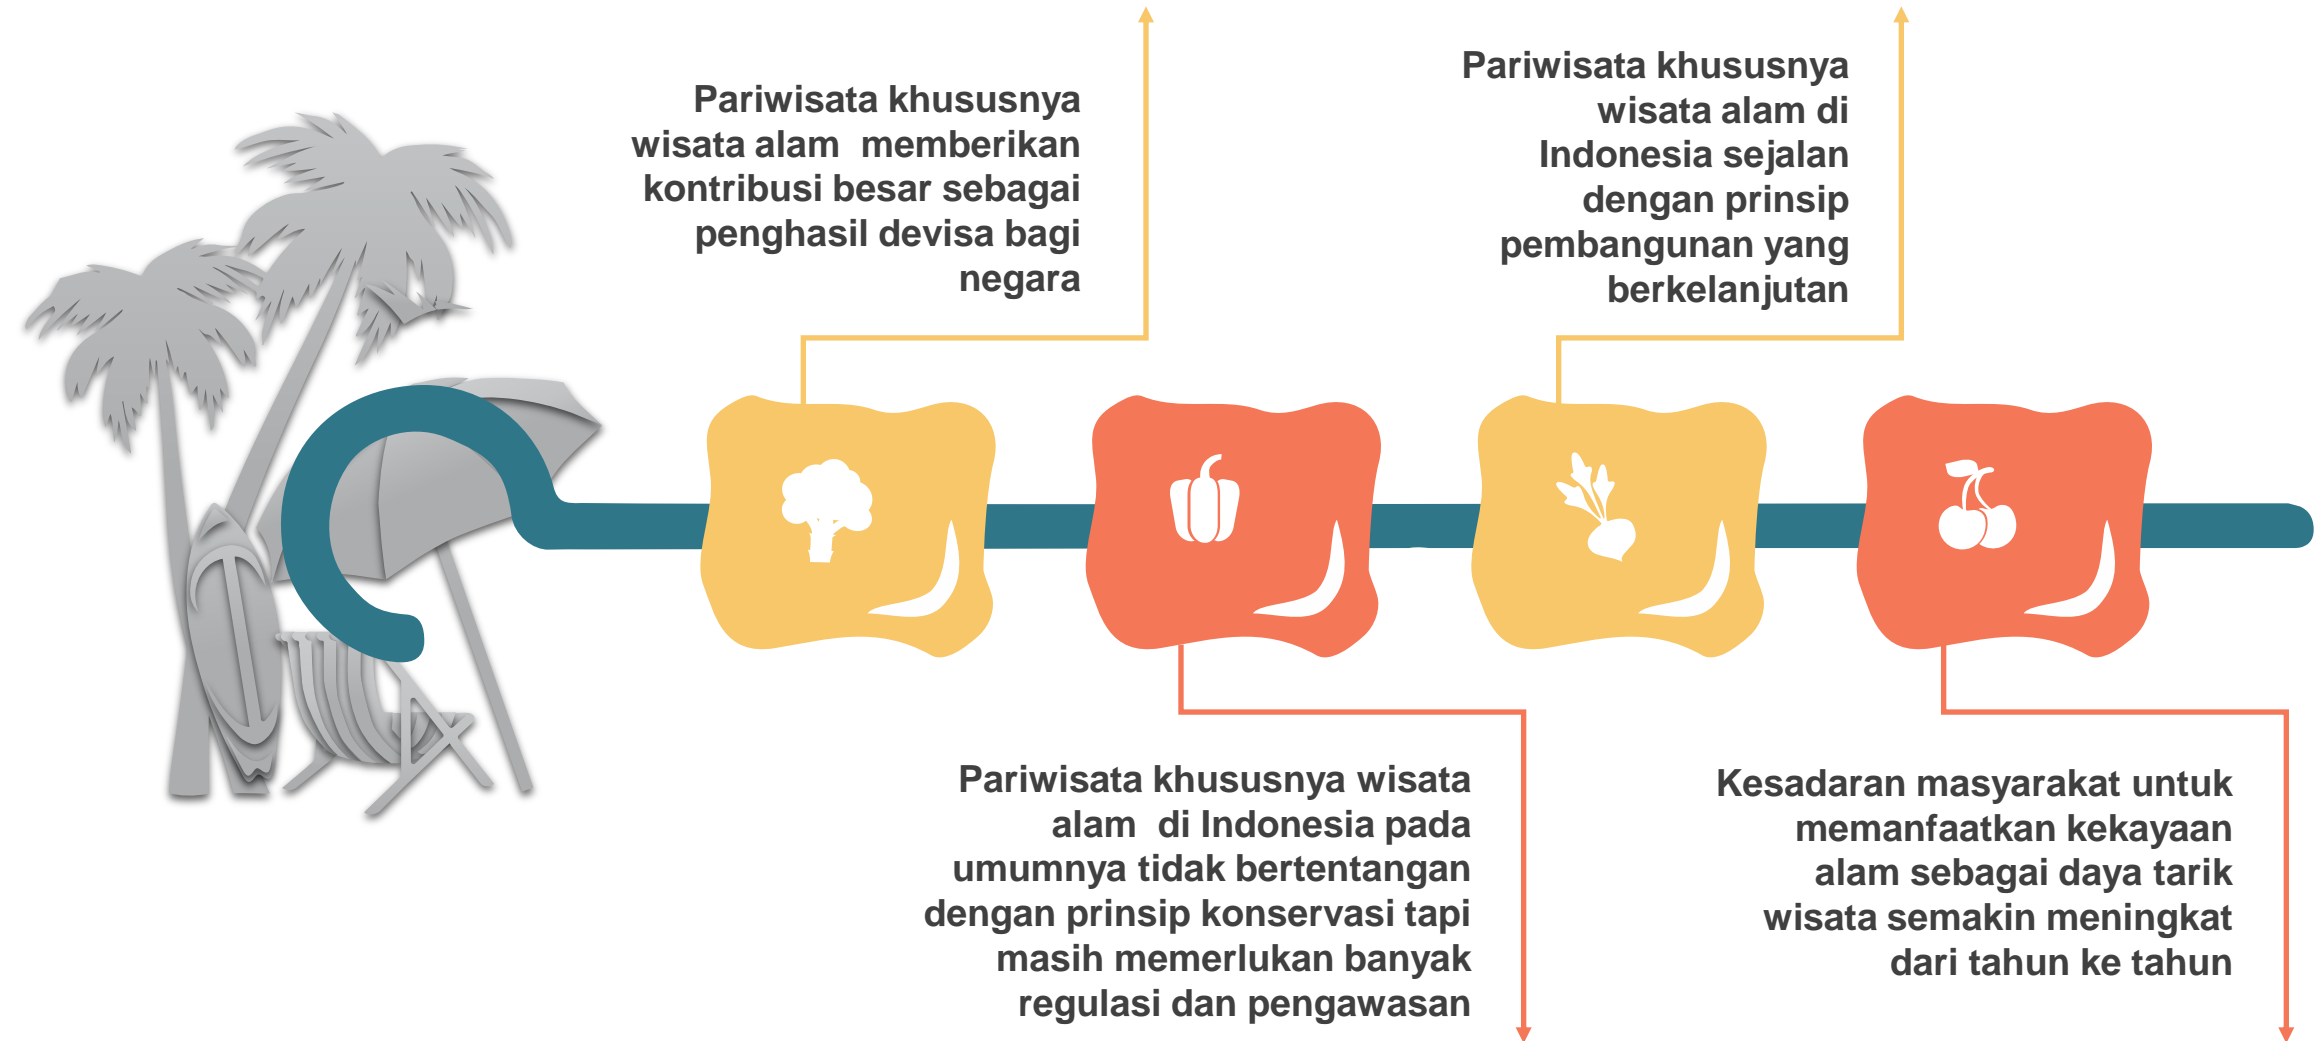 Pariwisata khususnya
wisata alam  memberikan
kontribusi besar sebagai
penghasil devisa bagi
negara
Pariwisata khususnya wisata
alam  di Indonesia pada
umumnya tidak bertentangan
dengan prinsip konservasi tapi
masih memerlukan banyak
regulasi dan pengawasan
Pariwisata khususnya
wisata alam di
Indonesia sejalan
dengan prinsip
pembangunan yang
berkelanjutan
Kesadaran masyarakat untuk
memanfaatkan kekayaan
alam sebagai daya tarik
wisata semakin meningkat
dari tahun ke tahun